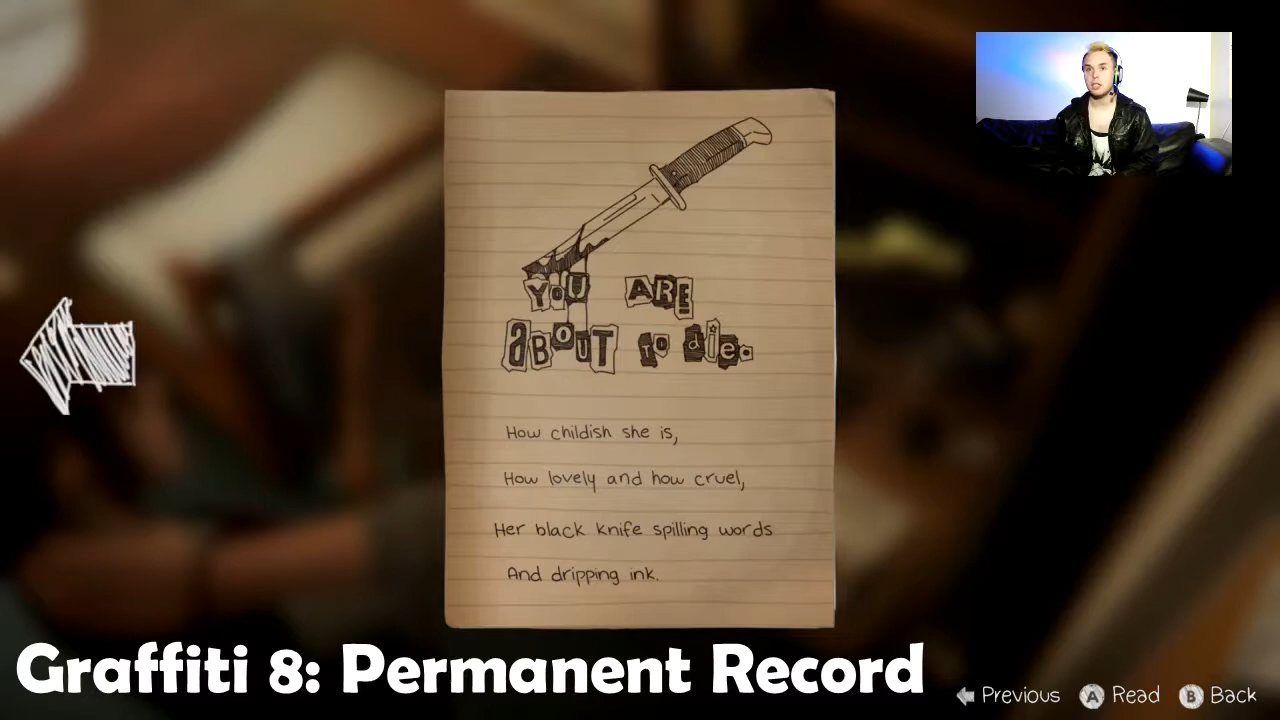 YOU ARE
ABOUT TO dIea
How childish she is,
How lovely and how cruel,
Her black knife spilling words
And dripping ink.
Graffiti 8: Permanent Record
Previous A Read B Back